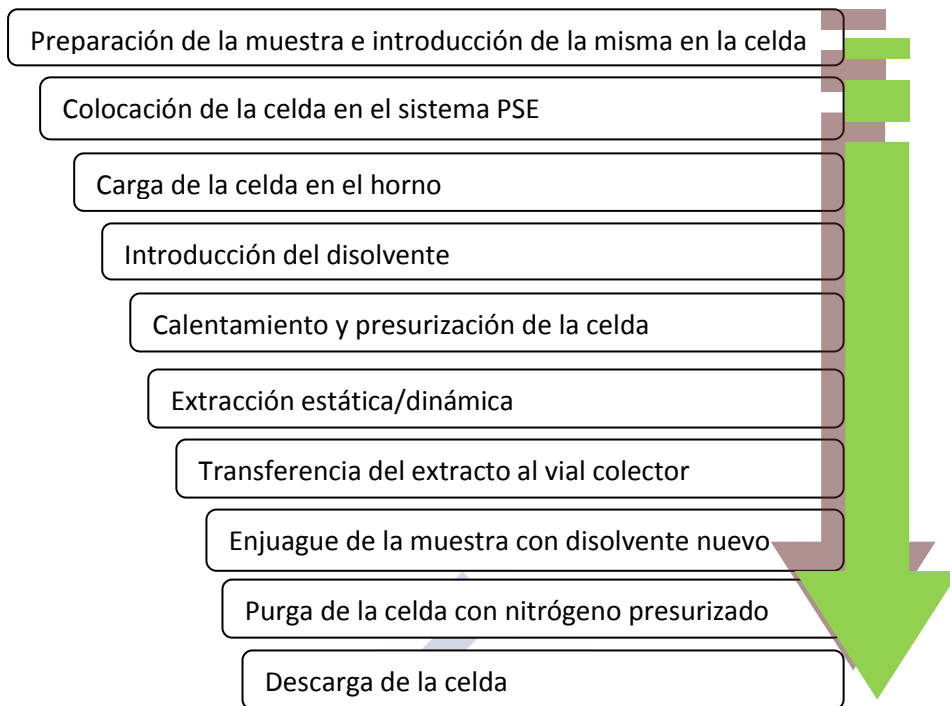 Preparación de la muestra e introducción de la misma en la celda
Colocación de la celda en el sistema PSE
Carga de la celda en el horno
Introducción del disolvente
Calentamiento y presurización de la celda
Extracción estática/dinámica
Transferencia del extracto al vial colector
Enjuague de la muestra con disolvente nuevo
Purga de la celda con nitrógeno presurizado
Descarga de la celda